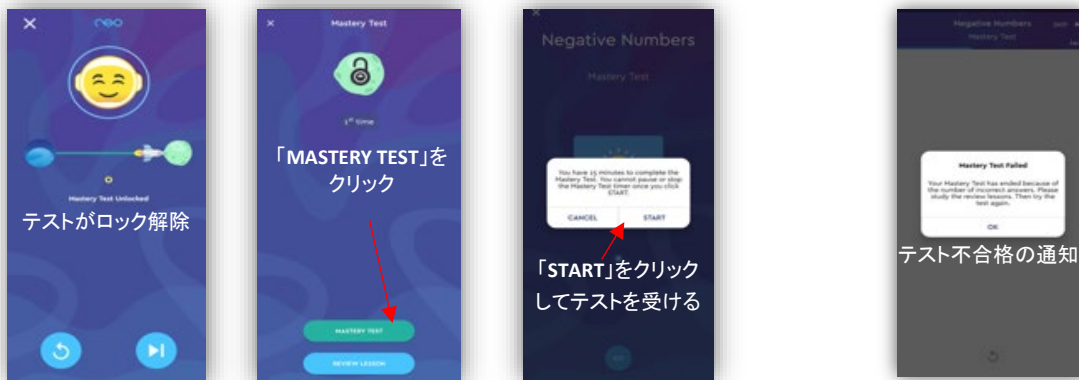 neo
Mastery Test Unlocked
テストがロック解除
Mastery Test
1st time
「MASTERY TEST」を
クリック
MASTERY TEST
REVIEW LESSON
Negative Numbers
Mastery Test
You have 15 minutes to complete the
Mastery Test. You cannot pause or stop
the Mastery Test timer once you click
START.
CANCEL
START
「START」をクリック
してテストを受ける
Negative Numbers
Mastery Test
Mastery Test Failed
Your Mastery Test has ended because of
the number of incorrect answers. Please
study the review lessons. Then try the
test again.
OK
テスト不合格の通知